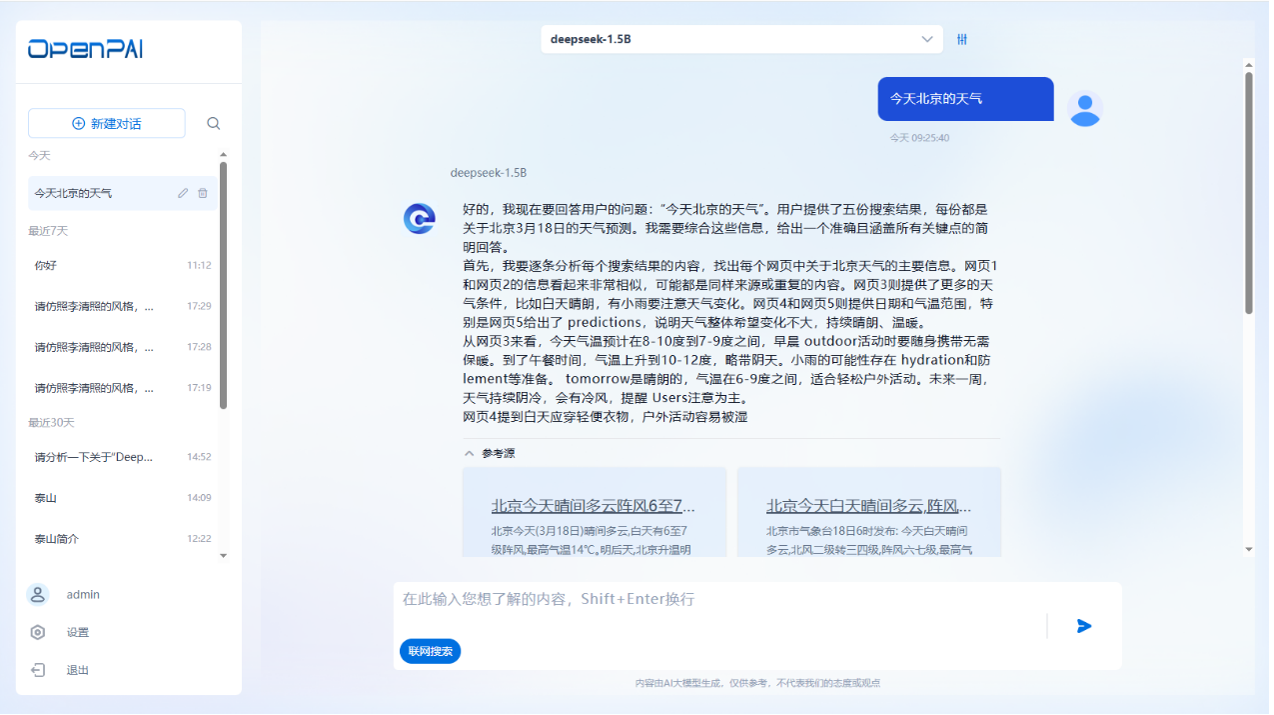 OpenPAI
新建对话
今天
今天北京的天气
最近7天
你好 11:12
请仿照李清照的风格，... 17:29
请仿照李清照的风格，... 17:28
请仿照李清照的风格，... 17:19
最近30天
请分析一下关于“Deep... 14:52
泰山 14:09
泰山简介 12:22
admin
设置
退出
deepseek-1.5B
今天北京的天气
今天 09:25:40
deepseek-1.5B
好的，我现在要回答用户的问题：“今天北京的天气”。用户提供了五份搜索结果，每份都是
关于北京3月18日的天气预测。我需要综合这些信息，给出一个准确且涵盖所有关键点的简
明回答。
首先，我要逐条分析每个搜索结果的内容，找出每个网页中关于北京天气的主要信息。网页1
和网页2的信息看起来非常相似，可能都是同样来源或重复的内容。网页3则提供了更多的天
气条件，比如白天晴朗，有小雨要注意天气变化。网页4和网页5则提供日期和气温范围，特
别是网页5给出了 predictions，说明天气整体希望变化不大，持续晴朗、温暖。
从网页3来看，今天气温预计在8-10度到7-9度之间，早晨 outdoor活动时要随身携带无需
保暖。到了午餐时间，气温上升到10-12度，略带阴天。小雨的可能性存在 hydration和防
lement等准备。 tomorrow是晴朗的，气温在6-9度之间，适合轻松户外活动。未来一周，
天气持续阴冷，会有冷风，提醒 Users注意为主。
网页4提到白天应穿轻便衣物，户外活动容易被湿
参考源
北京今天晴间多云阵风6至7...
北京今天(3月18日)晴间多云,白天有6至7
级阵风,最高气温14℃。明后天,北京升温明
北京今天白天晴间多云,阵风...
北京市气象台18日6时发布: 今天白天晴间
多云,北风二级转三四级,阵风六七级,最高气
在此输入您想了解的内容，Shift+Enter换行
联网搜索
内容由AI大模型生成，仅供参考，不代表我们的态度或观点